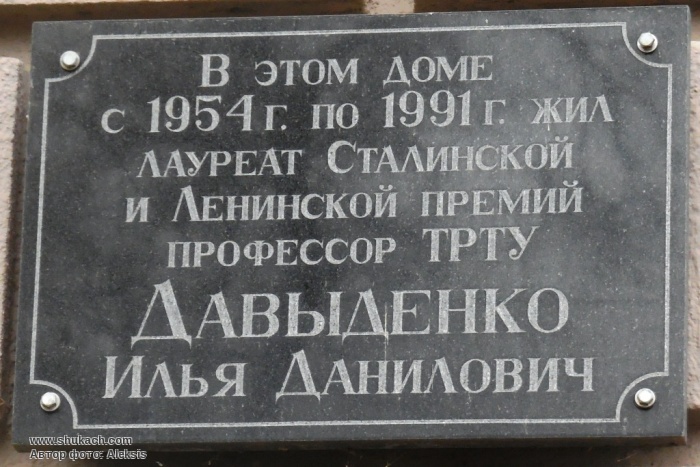 В ЭТОМ ДОМЕ
С 1954 Г. ПО 1991 Г. ЖИЛ
ЛАУРЕАТ СТАЛИНСКОЙ
И ЛЕНИНСКОЙ ПРЕМИЙ
ПРОФЕССОР ТРТУ
ДАВЫДЕНКО
ИЛЬЯ ДАНИЛОВИЧ
www.shukach.com
Автор фото: Aleksis